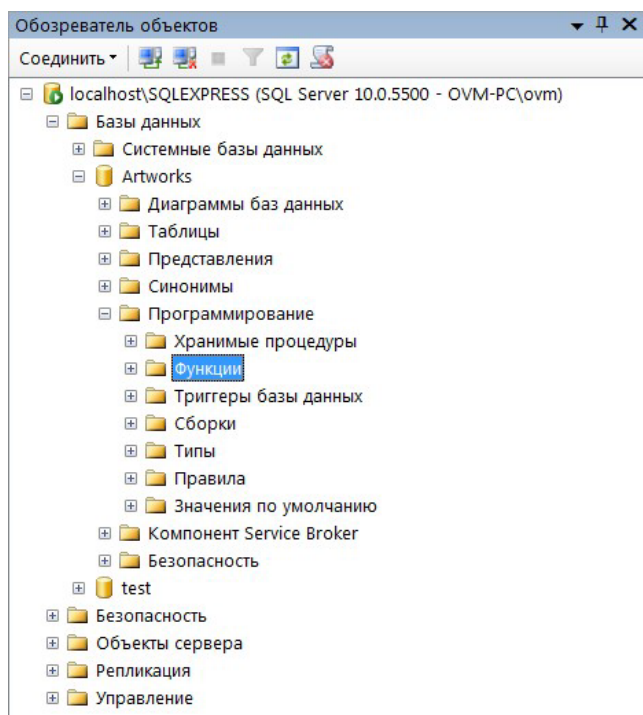 Обозреватель объектов
Соединить
localhost\SQLEXPRESS (SQL Server 10.0.5500 - OVM-PC\ovm)
Базы данных
Системные базы данных
Artworks
Диаграммы баз данных
Таблицы
Представления
Синонимы
Программирование
Хранимые процедуры
Функции
Триггеры базы данных
Сборки
Типы
Правила
Значения по умолчанию
Компонент Service Broker
Безопасность
test
Безопасность
Объекты сервера
Репликация
Управление